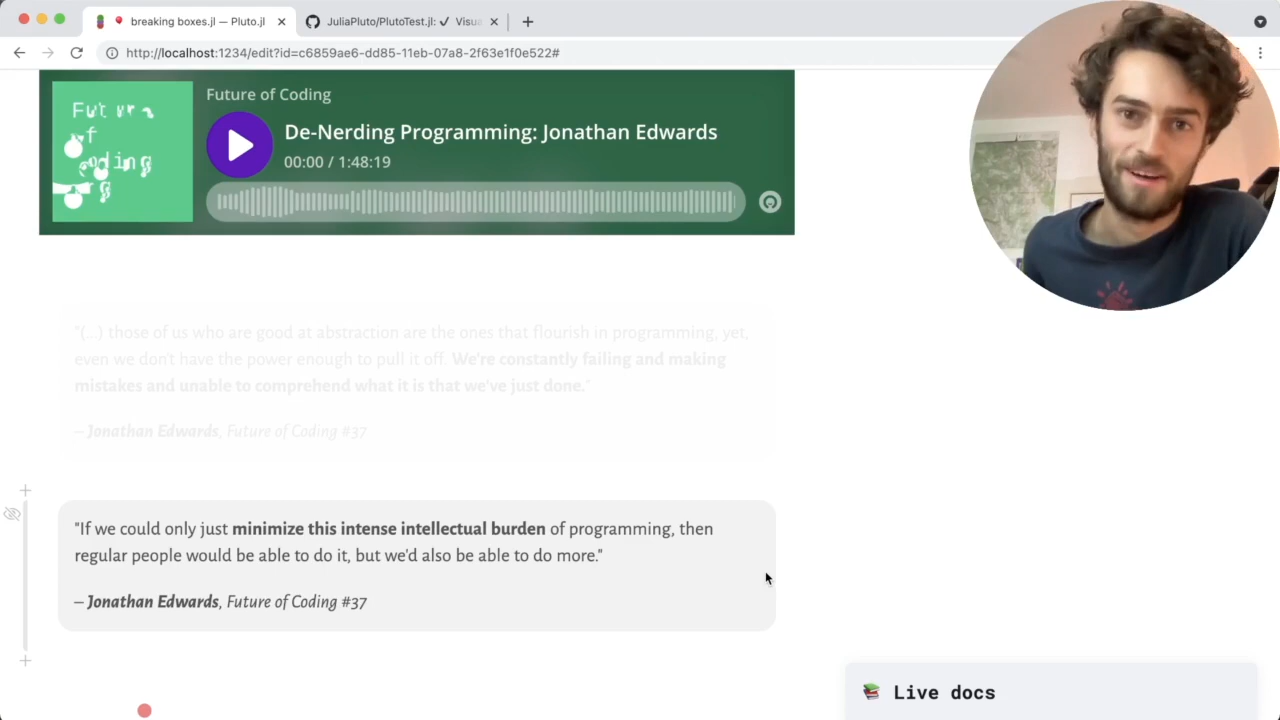 breaking boxes.jl — Pluto.jl
JuliaPluto/PlutoTest.jl: ✔ Visua
http://localhost:1234/edit?id=c6859ae6-dd85-11eb-07a8-2f63e1f0e522#
Future of Coding
De-Nerding Programming: Jonathan Edwards
00:00 / 1:48:19
"(...) those of us who are good at abstraction are the ones that flourish in programming, yet,
even we don't have the power enough to pull it off. We're constantly failing and making
mistakes and unable to comprehend what it is that we've just done."
– Jonathan Edwards, Future of Coding #37
"If we could only just minimize this intense intellectual burden of programming, then
regular people would be able to do it, but we'd also be able to do more."
– Jonathan Edwards, Future of Coding #37
Live docs